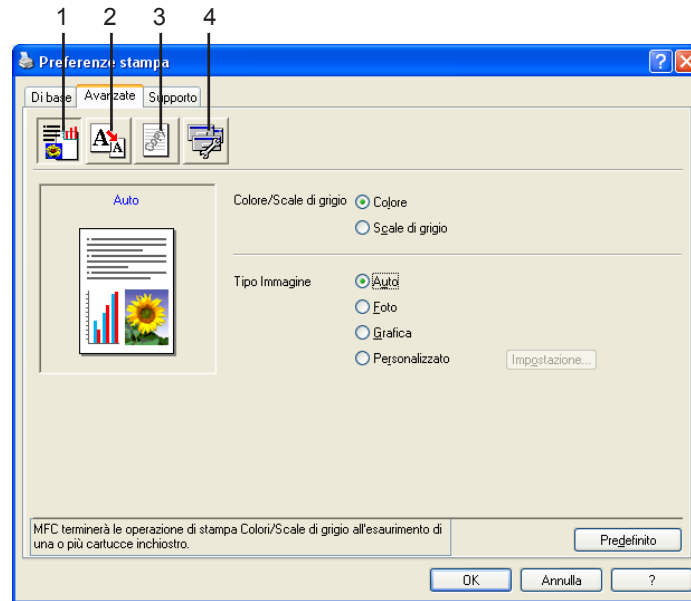 1 2 3 4
Preferenze stampa
Di base Avanzate Supporto
Auto
Colore/Scale di grigio Colore
Scale di grigio
Tipo Immagine Auto
Foto
Grafica
Personalizzato Impostazione...
MFC terminerà le operazione di stampa Colori/Scale di grigio all'esaurimento di
una o più cartucce inchiostro.
Predefinito
OK Annulla ?